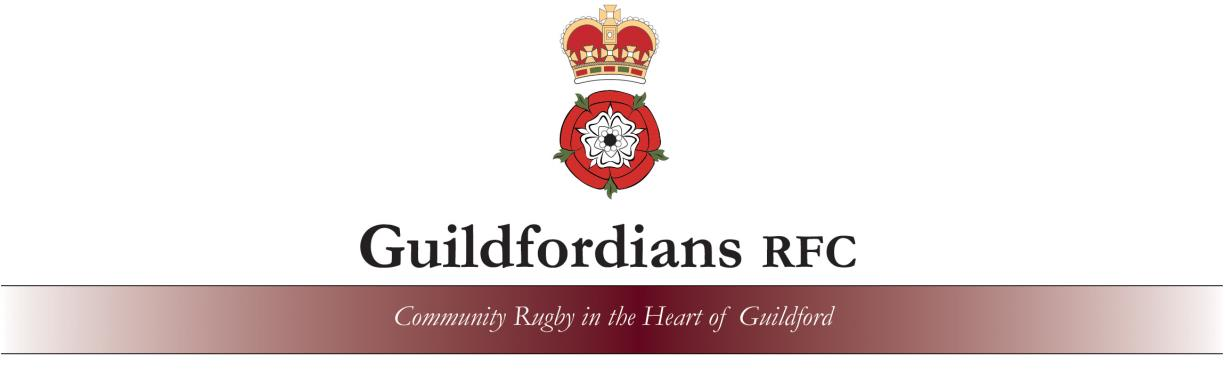 Guildfordians RFC
Community Rugby in the Heart of Guildford